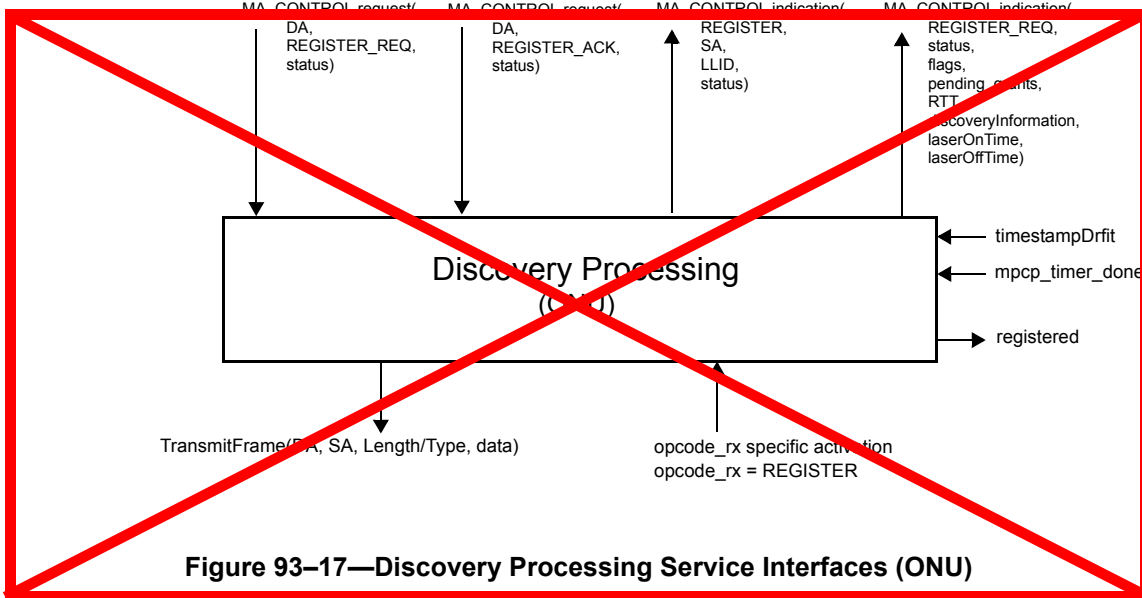 MA_CONTROL.request(
DA,
REGISTER_REQ,
status)
MA_CONTROL.request(
DA,
REGISTER_ACK,
status)
MA_CONTROL.indication(
REGISTER,
SA,
LLID,
status)
MA_CONTROL.indication(
REGISTER_REQ,
status,
flags,
pending_grants,
RTT,
discoveryInformation,
laserOnTime,
laserOffTime)
Discovery Processing
(ONU)
timestampDrfit
mpcp_timer_done
registered
TransmitFrame(DA, SA, Length/Type, data)
opcode_rx specific activation
opcode_rx = REGISTER
Figure 93–17—Discovery Processing Service Interfaces (ONU)